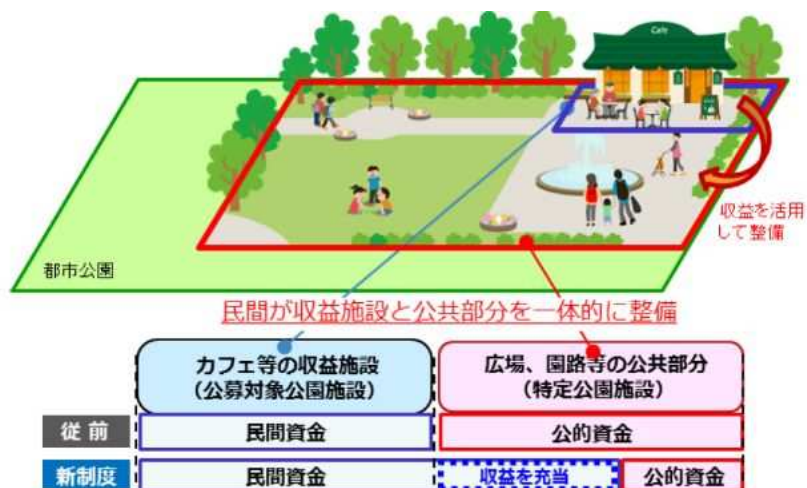 Cafe
収益を活用
して整備
都市公園
民間が収益施設と公共部分を一体的に整備
カフェ等の収益施設
(公募対象公園施設)
広場、園路等の公共部分
(特定公園施設)
従前
民間資金
公的資金
新制度
民間資金
収益を充当
公的資金